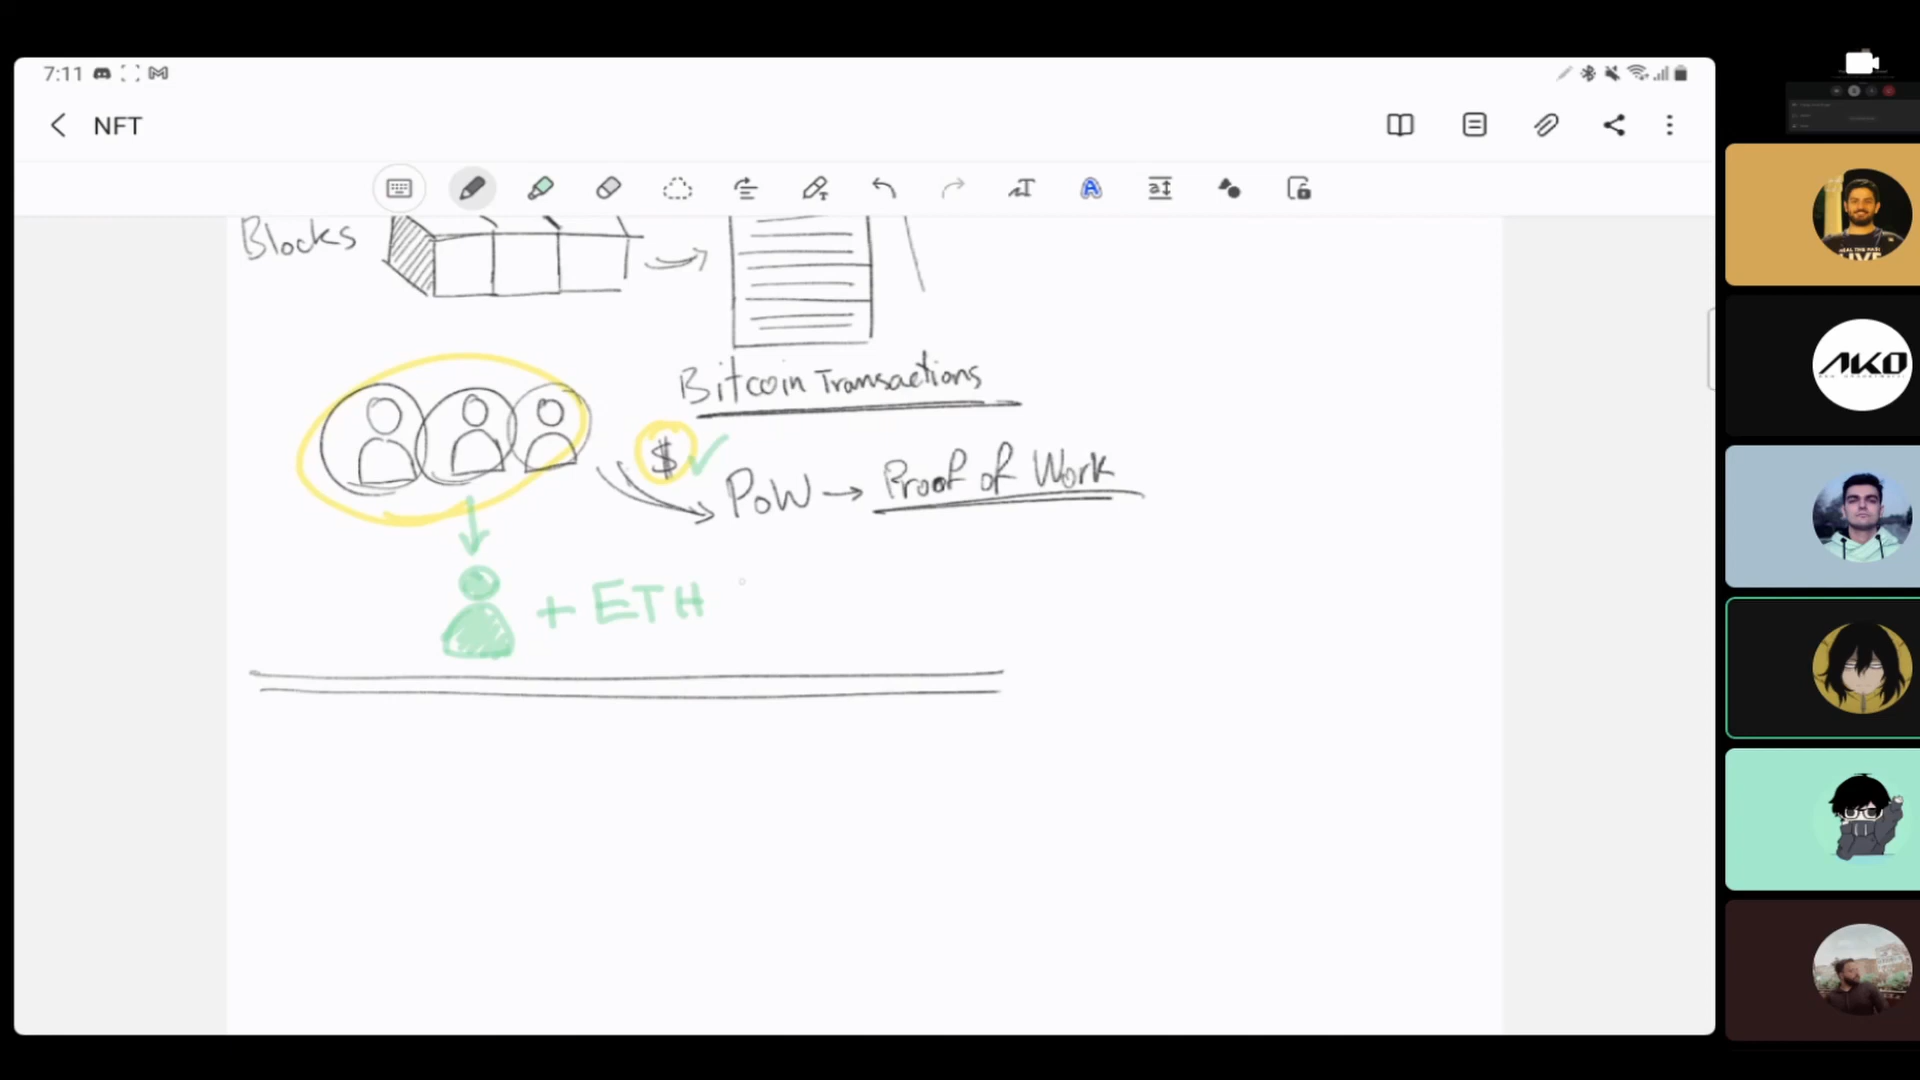 7:11
NFT
Blocks
Bitcoin Transactions
$
PoW → Proof of Work
+ ETH
AKO